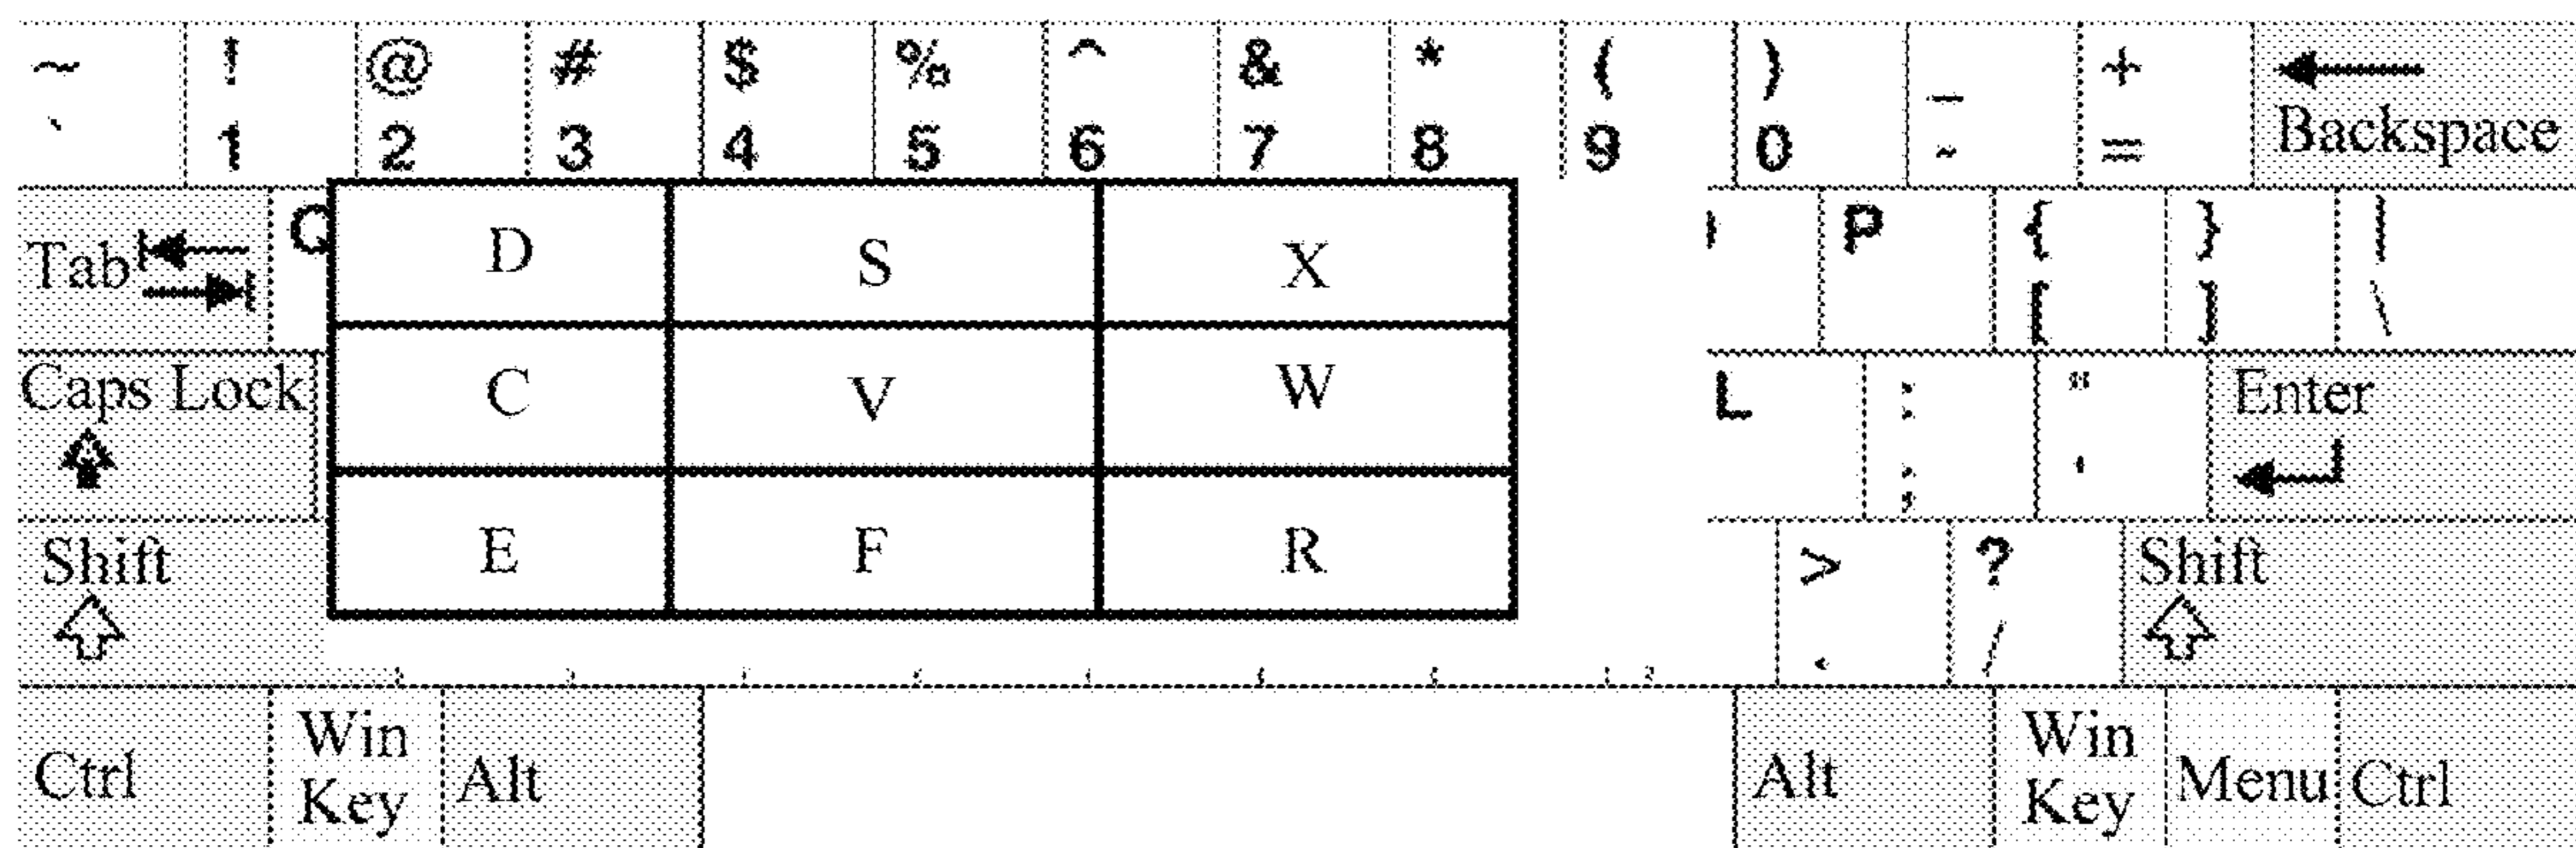 ~ ! @ # $ % ^ & * ( ) _ + Backspace
` 1 2 3 4 5 6 7 8 9 0 - =
Tab Q D S X P { } |
[ ] \
Caps Lock C V W L : " Enter
; '
Shift E F R > ? Shift
. /
Ctrl Win Key Alt Alt Win Key Menu Ctrl